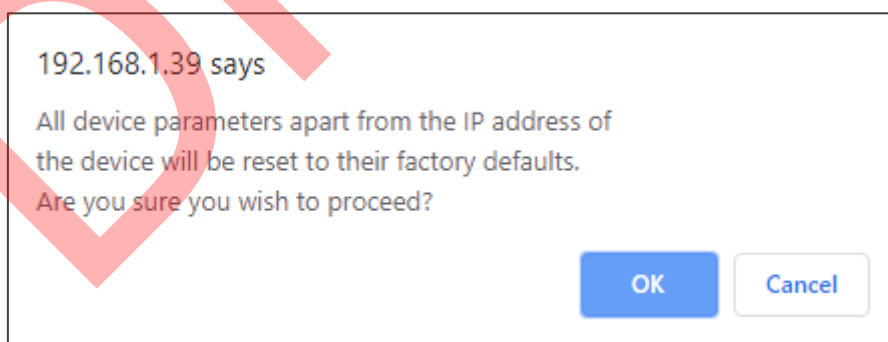 192.168.1.39 says
All device parameters apart from the IP address of
the device will be reset to their factory defaults.
Are you sure you wish to proceed?
OK
Cancel